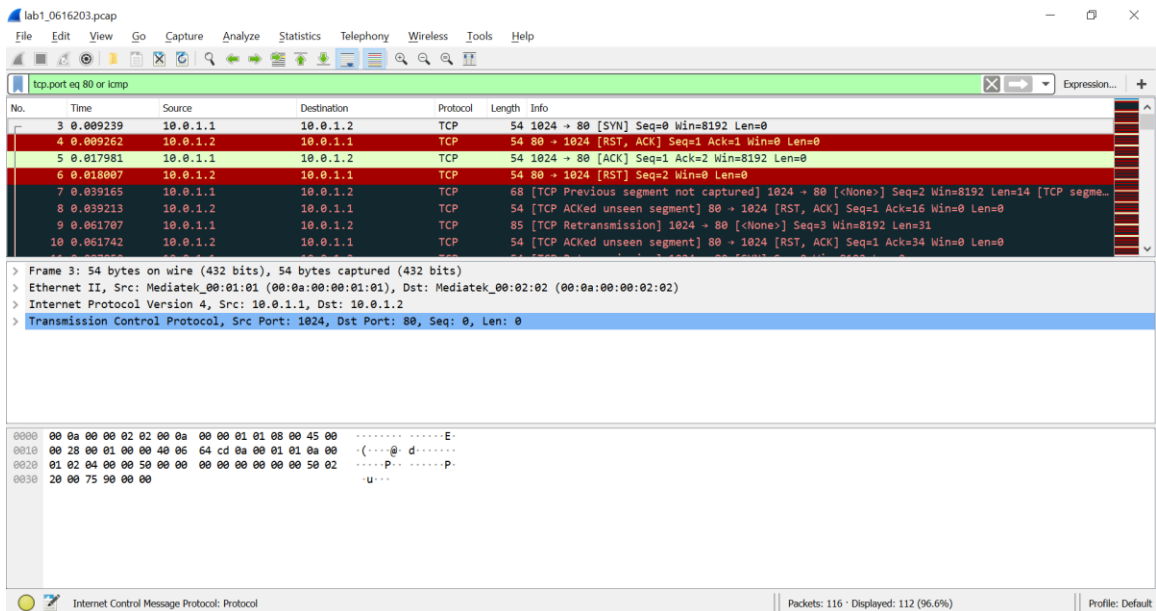 lab1_0616203.pcap
File Edit View Go Capture Analyze Statistics Telephony Wireless Tools Help
tcp.port eq 80 or icmp Expression... +
No. Time Source Destination Protocol Length Info
3 0.009239 10.0.1.1 10.0.1.2 TCP 54 1024 → 80 [SYN] Seq=0 Win=8192 Len=0
4 0.009262 10.0.1.2 10.0.1.1 TCP 54 80 → 1024 [RST, ACK] Seq=1 Ack=1 Win=0 Len=0
5 0.017981 10.0.1.1 10.0.1.2 TCP 54 1024 → 80 [ACK] Seq=1 Ack=2 Win=8192 Len=0
6 0.018007 10.0.1.2 10.0.1.1 TCP 54 80 → 1024 [RST] Seq=2 Win=0 Len=0
7 0.039165 10.0.1.1 10.0.1.2 TCP 68 [TCP Previous segment not captured] 1024 → 80 [<None>] Seq=2 Win=8192 Len=14 [TCP segme...
8 0.039213 10.0.1.2 10.0.1.1 TCP 54 [TCP ACKed unseen segment] 80 → 1024 [RST, ACK] Seq=1 Ack=16 Win=0 Len=0
9 0.061707 10.0.1.1 10.0.1.2 TCP 85 [TCP Retransmission] 1024 → 80 [<None>] Seq=3 Win=8192 Len=31
10 0.061742 10.0.1.2 10.0.1.1 TCP 54 [TCP ACKed unseen segment] 80 → 1024 [RST, ACK] Seq=1 Ack=34 Win=0 Len=0
> Frame 3: 54 bytes on wire (432 bits), 54 bytes captured (432 bits)
> Ethernet II, Src: Mediatek_00:01:01 (00:0a:00:00:01:01), Dst: Mediatek_00:02:02 (00:0a:00:00:02:02)
> Internet Protocol Version 4, Src: 10.0.1.1, Dst: 10.0.1.2
> Transmission Control Protocol, Src Port: 1024, Dst Port: 80, Seq: 0, Len: 0
0000 00 0a 00 00 02 02 00 0a 00 00 01 01 08 00 45 00 ········ ······E·
0010 00 28 00 01 00 00 40 06 64 cd 0a 00 01 01 0a 00 ·(····@· d·······
0020 01 02 04 00 00 50 00 00 00 00 00 00 00 00 50 02 ·····P·· ······P·
0030 20 00 75 90 00 00 ·u···
Internet Control Message Protocol: Protocol Packets: 116 · Displayed: 112 (96.6%) Profile: Default